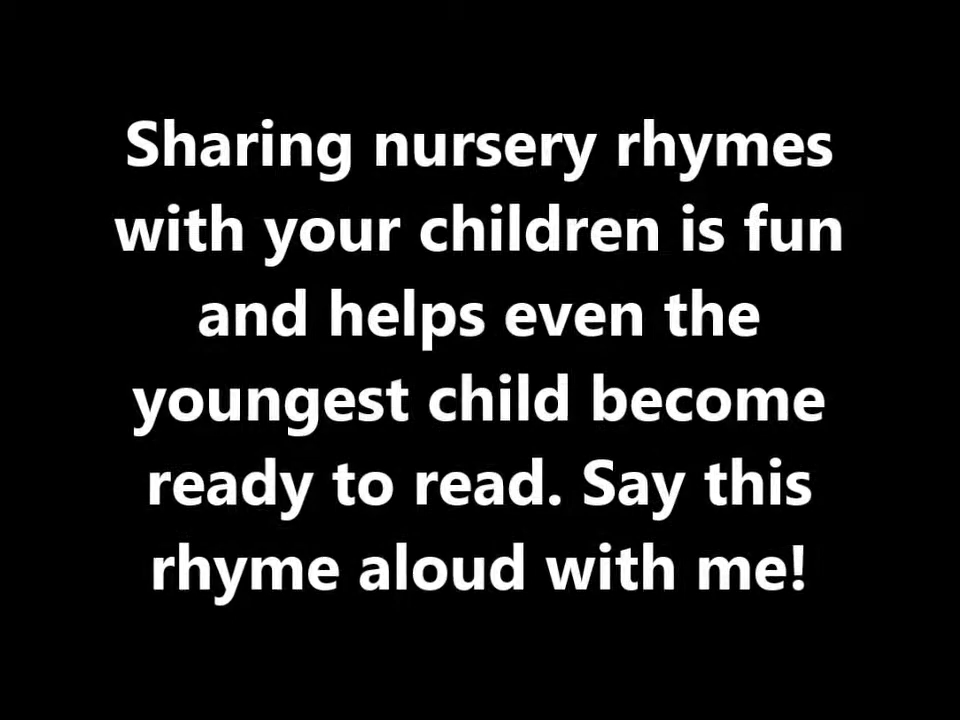 Sharing nursery rhymes
with your children is fun
and helps even the
youngest child become
ready to read. Say this
rhyme aloud with me!